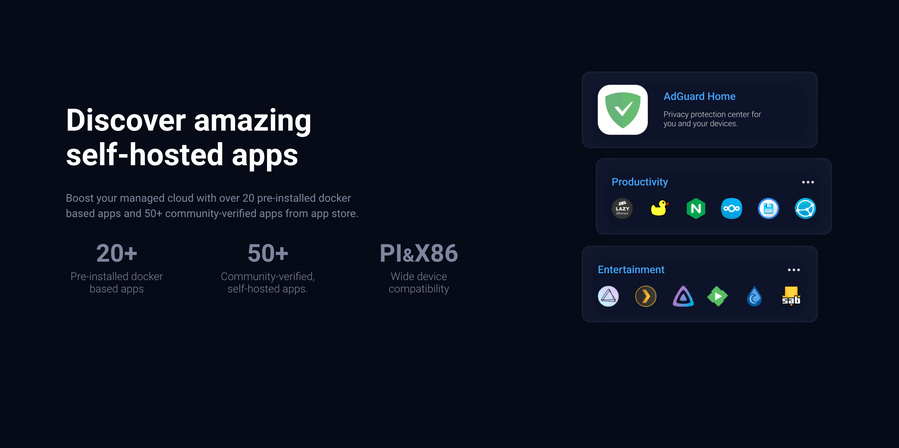 Discover amazing
self-hosted apps
Boost your managed cloud with over 20 pre-installed docker
based apps and 50+ community-verified apps from app store.
20+
Pre-installed docker
based apps
50+
Community-verified,
self-hosted apps.
PI&X86
Wide device
compatibility
AdGuard Home
Privacy protection center for
you and your devices.
Productivity
LAZY
N
Entertainment
sab